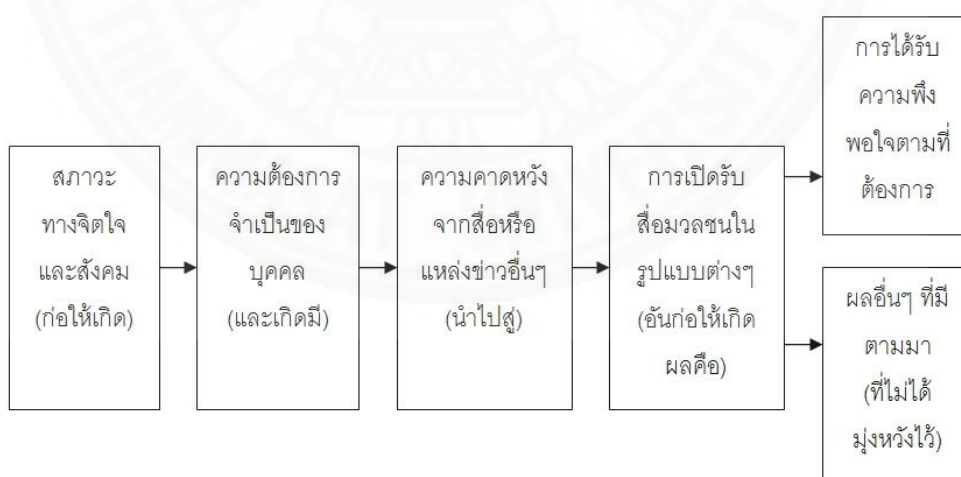 สภาวะ
ทางจิตใจ
และสังคม
(ก่อให้เกิด)
ความต้องการ
จำเป็นของ
บุคคล
(และเกิดมี)
ความคาดหวัง
จากสื่อหรือ
แหล่งข่าวอื่นๆ
(นำไปสู่)
การเปิดรับ
สื่อมวลชนใน
รูปแบบต่างๆ
(อันก่อให้เกิด
ผลคือ)
การได้รับ
ความพึง
พอใจตามที่
ต้องการ
ผลอื่นๆ ที่มี
ตามมา
(ที่ไม่ได้
มุ่งหวังไว้)